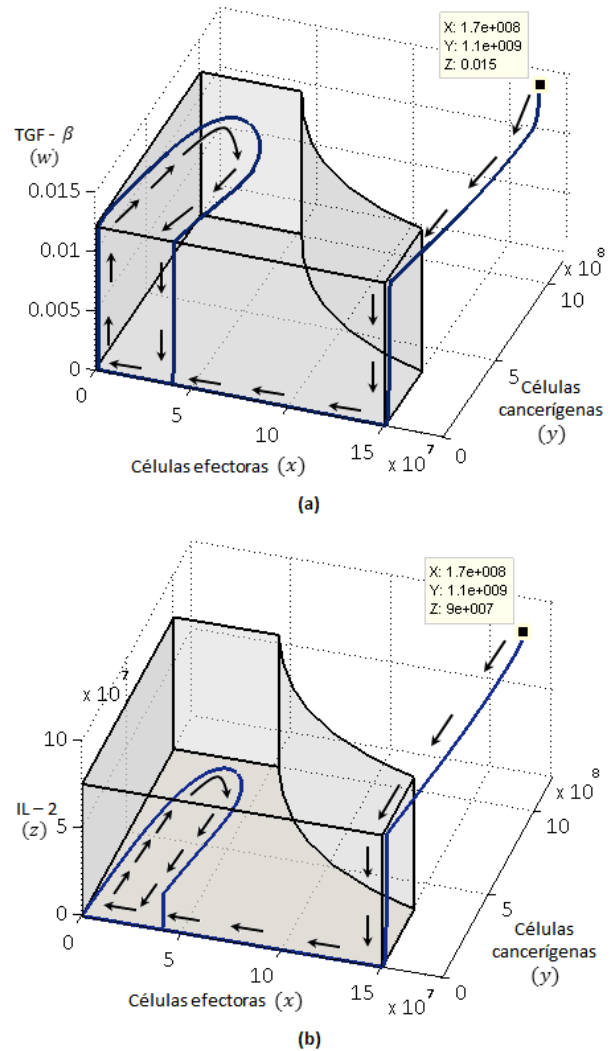 X: 1.7e+008
Y: 1.1e+009
Z: 0.015
TGF - β
(w)
0.015
0.01
0.005
0
0
5
10
15
x 10 7
Células efectoras (x)
0
5
10
x 10 8
Células
cancerígenas
(y)
(a)
X: 1.7e+008
Y: 1.1e+009
Z: 9e+007
x 10 7
10
5
0
IL – 2
(z)
0
5
10
15
x 10 7
Células efectoras (x)
0
5
10
x 10 8
Células
cancerígenas
(y)
(b)